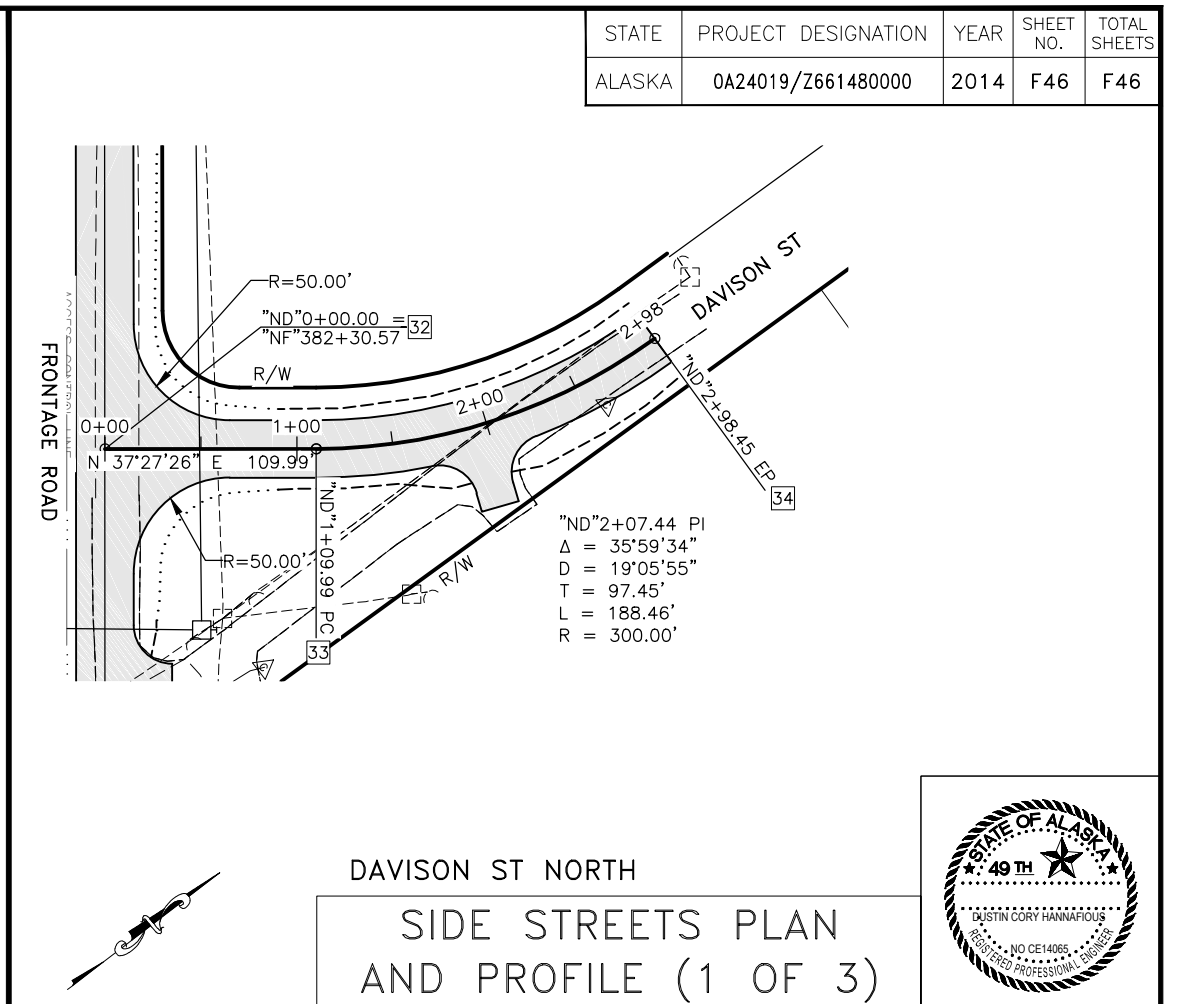 STATE PROJECT DESIGNATION YEAR SHEET NO. TOTAL SHEETS
ALASKA 0A24019/Z661480000 2014 F46 F46
R=50.00'
"ND"0+00.00 =
"NF"382+30.57
32
R/W
DAVISON ST
2+98
2+00
0+00
1+00
N 37°27'26" E 109.99'
FRONTAGE ROAD
"ND"2+98.45 EP
34
"ND"1+09.99 PC
33
R=50.00'
R/W
"ND"2+07.44 PI
Δ = 35°59'34"
D = 19°05'55"
T = 97.45'
L = 188.46'
R = 300.00'
DAVISON ST NORTH
SIDE STREETS PLAN
AND PROFILE (1 OF 3)
STATE OF ALASKA
49 TH
DUSTIN CORY HANNAFIOUS
NO CE14065
REGISTERED PROFESSIONAL ENGINEER